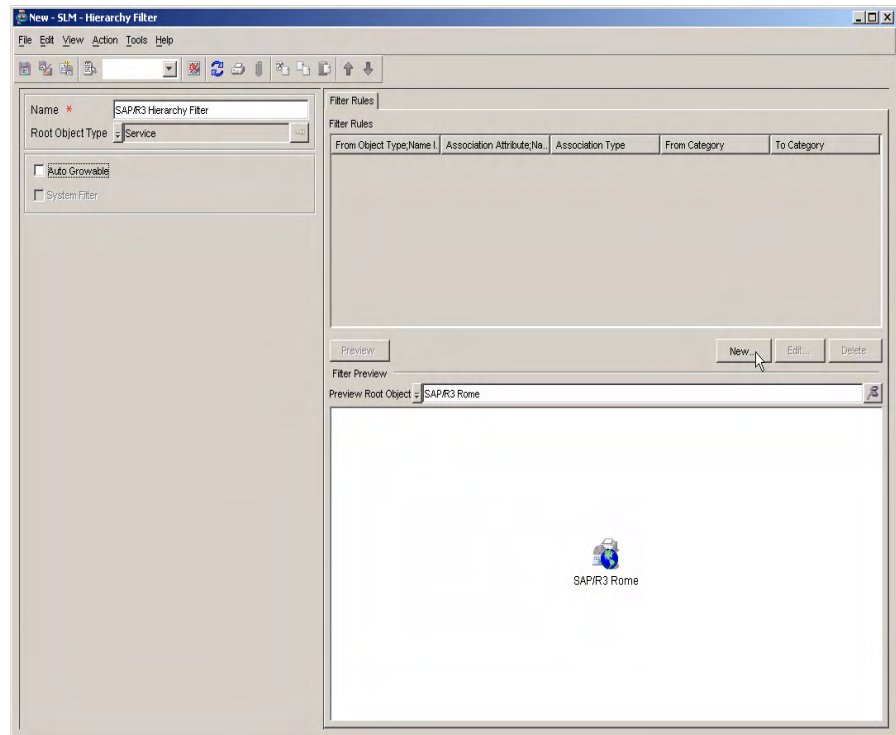 New - SLM - Hierarchy Filter
File Edit View Action Tools Help
Name * SAP/R3 Hierarchy Filter
Root Object Type Service
Auto Growable
System Filter
Filter Rules
Filter Rules
From Object Type;Name l. Association Attribute;Na.. Association Type From Category To Category
Preview New... Edit... Delete
Filter Preview
Preview Root Object SAP/R3 Rome
SAP/R3 Rome